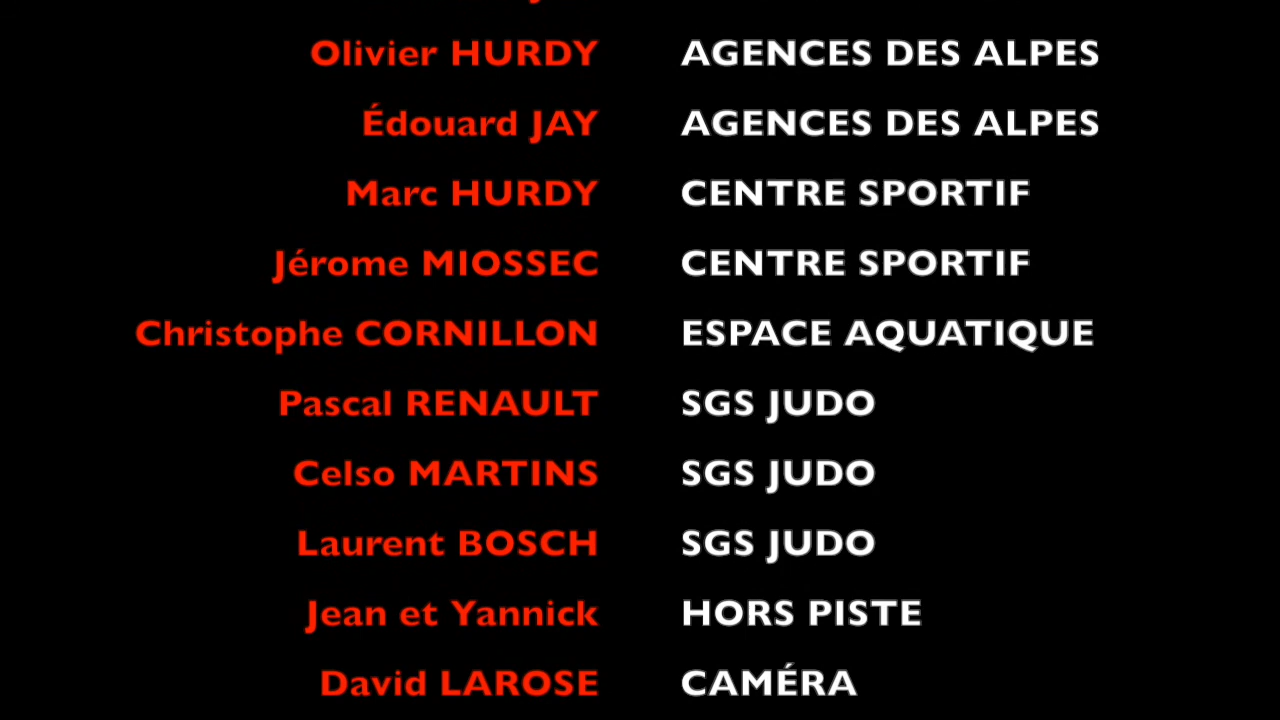 Olivier HURDY AGENCES DES ALPES
Édouard JAY AGENCES DES ALPES
Marc HURDY CENTRE SPORTIF
Jérome MIOSSEC CENTRE SPORTIF
Christophe CORNILLON ESPACE AQUATIQUE
Pascal RENAULT SGS JUDO
Celso MARTINS SGS JUDO
Laurent BOSCH SGS JUDO
Jean et Yannick HORS PISTE
David LAROSE CAMÉRA